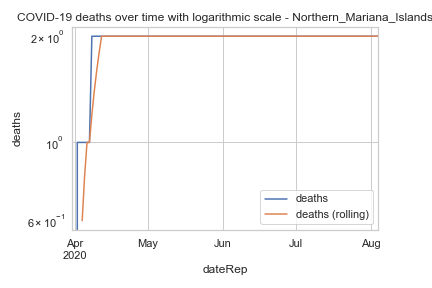 COVID-19 deaths over time with logarithmic scale - Northern_Mariana_Islands
2 × 10⁰
10⁰
6 × 10⁻¹
deaths
deaths
deaths (rolling)
Apr
2020
May
Jun
Jul
Aug
dateRep